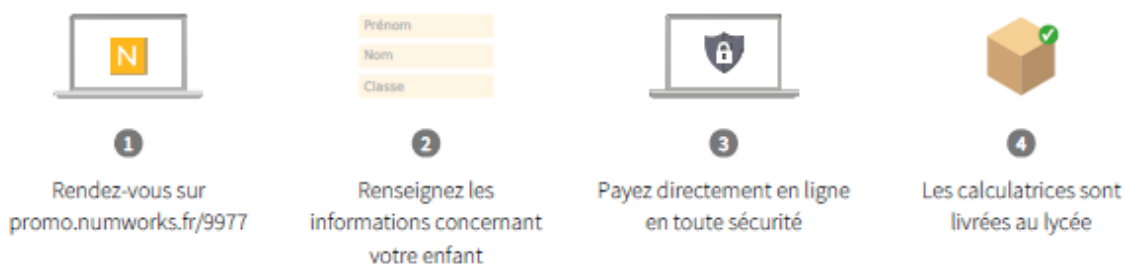 N
Prénom
Nom
Classe
1
Rendez-vous sur
promo.numworks.fr/9977
2
Renseignez les
informations concernant
votre enfant
3
Payez directement en ligne
en toute sécurité
4
Les calculatrices sont
livrées au lycée